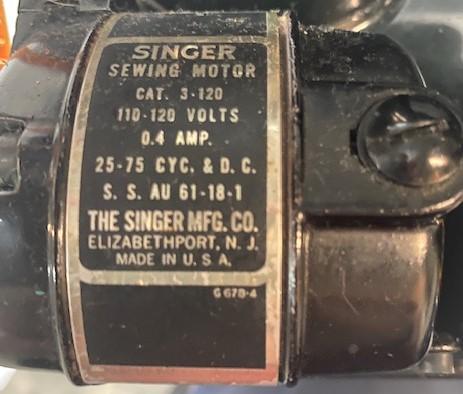 SINGER
SEWING MOTOR
CAT. 3-120
110-120 VOLTS
0.4 AMP.
25-75 CYC. & D. C.
S. S. AU 61-18-1
THE SINGER MFG. CO.
ELIZABETHPORT, N. J.
MADE IN U. S. A.
G 678-4